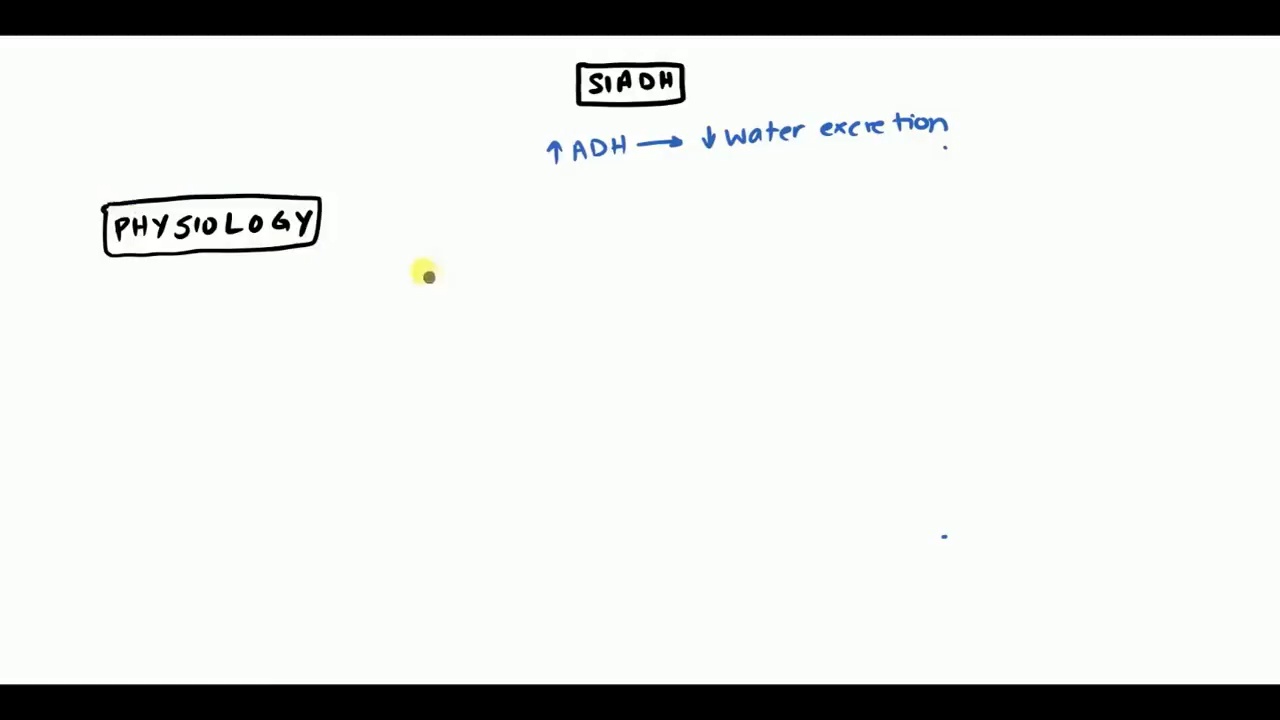 SIADH
↑ ADH → ↓ water excretion
PHYSIOLOGY